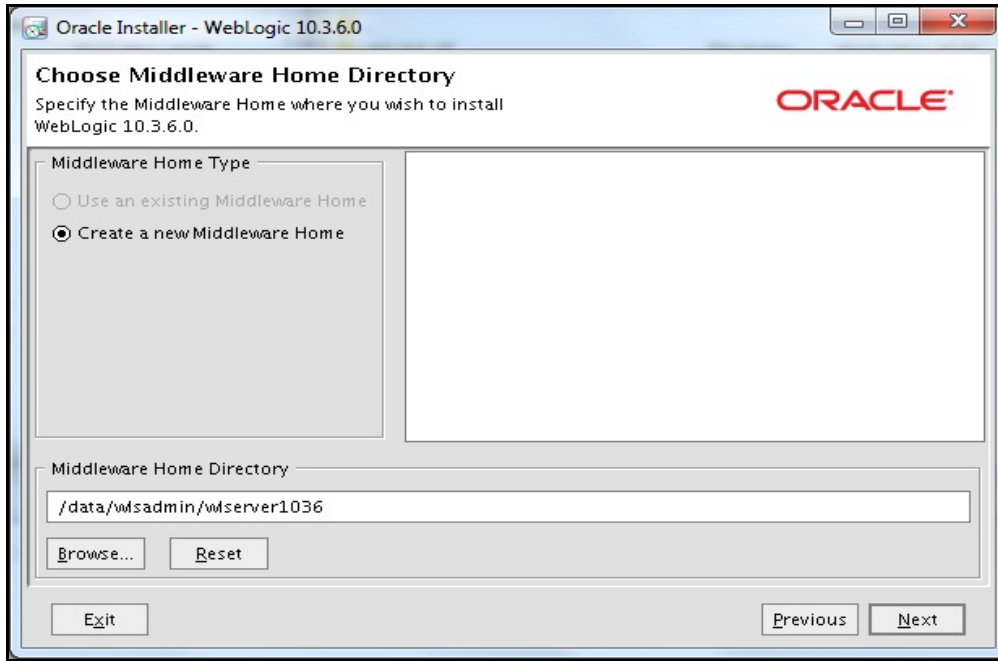 Oracle Installer - WebLogic 10.3.6.0
Choose Middleware Home Directory
Specify the Middleware Home where you wish to install
WebLogic 10.3.6.0.
ORACLE
Middleware Home Type
Use an existing Middleware Home
Create a new Middleware Home
Middleware Home Directory
/data/wlsadmin/wlserver1036
Browse...
Reset
Exit
Previous
Next